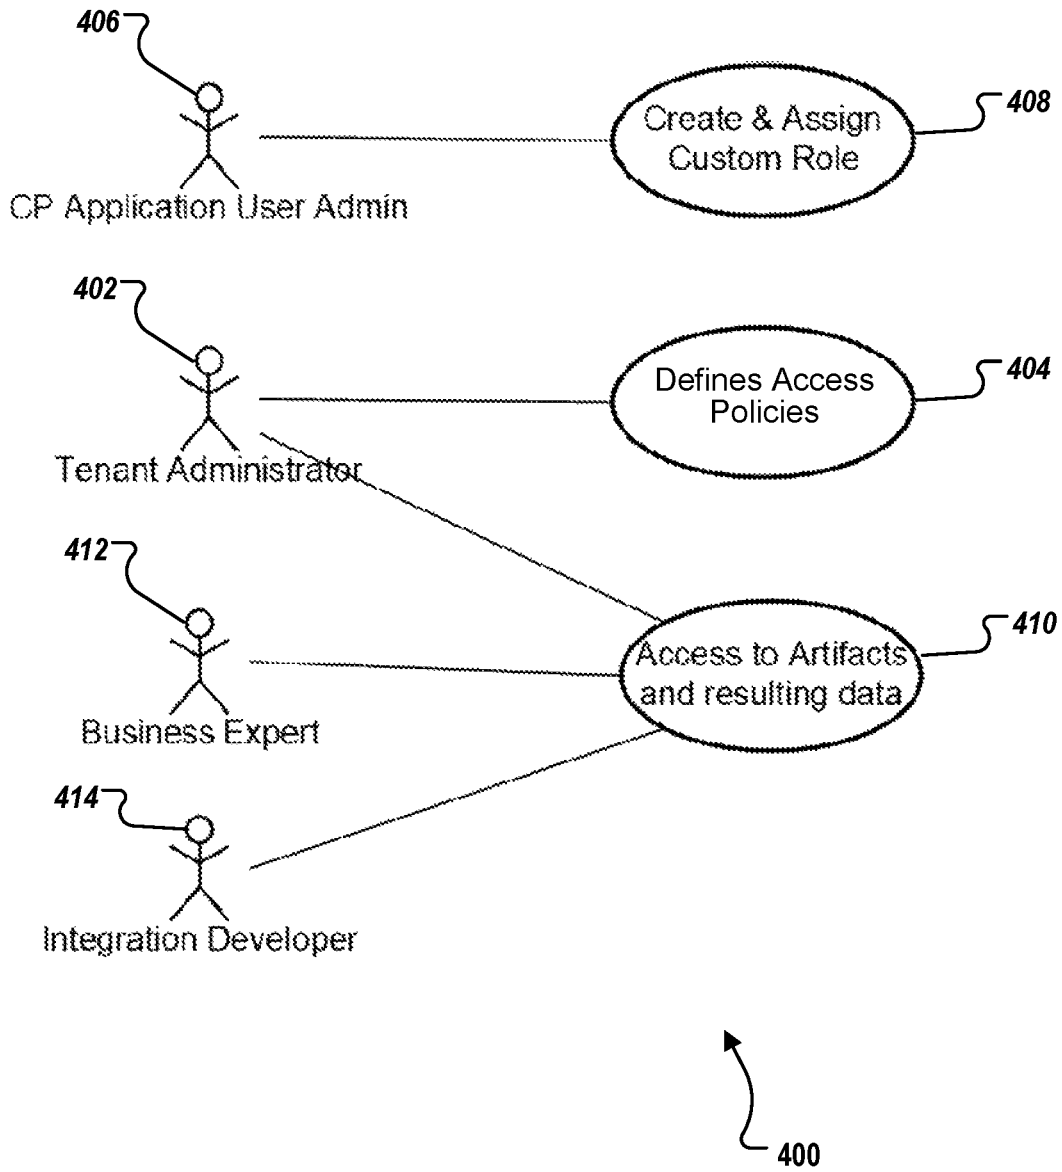 406
Create & Assign
Custom Role
408
CP Application User Admin
402
Defines Access
Policies
404
Tenant Administrator
412
Access to Artifacts
and resulting data
410
Business Expert
414
Integration Developer
400